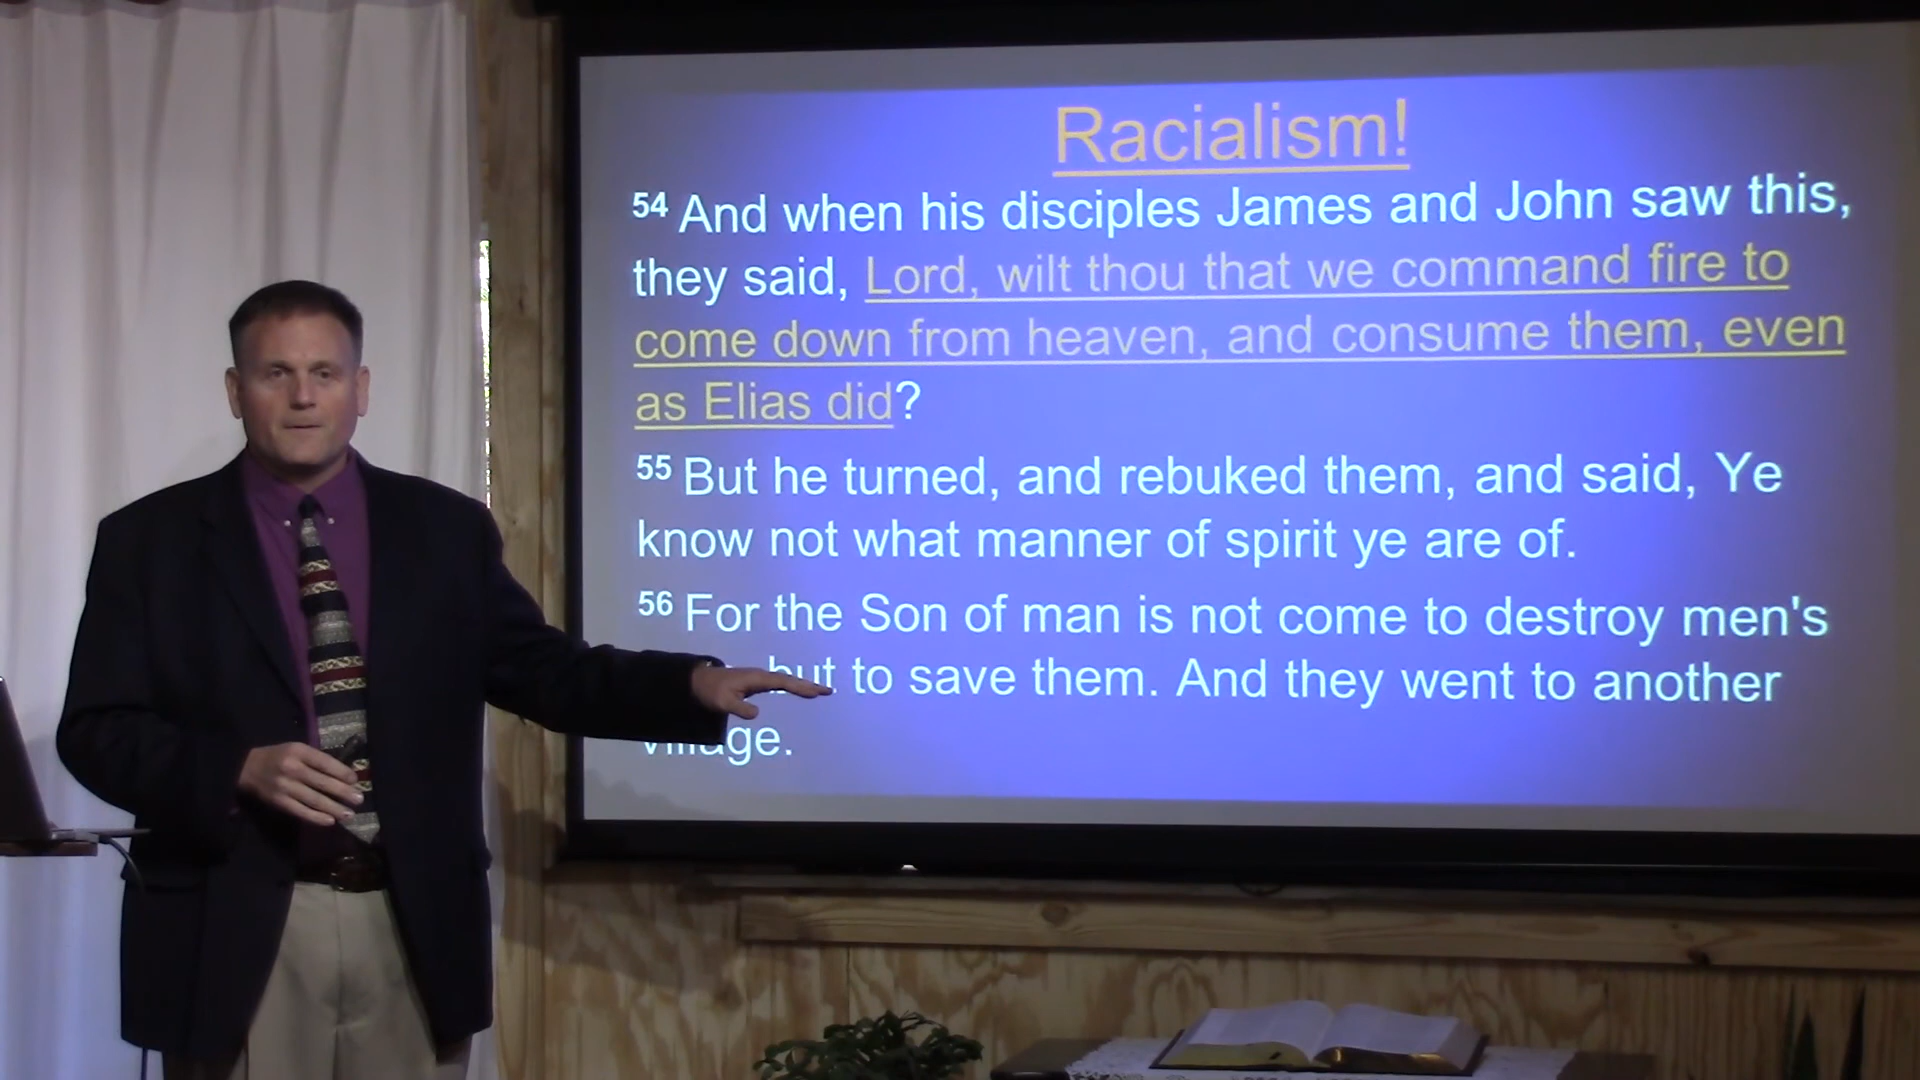 Racialism!
54 And when his disciples James and John saw this,
they said, Lord, wilt thou that we command fire to
come down from heaven, and consume them, even
as Elias did?
55 But he turned, and rebuked them, and said, Ye
know not what manner of spirit ye are of.
56 For the Son of man is not come to destroy men's
but to save them. And they went to another
village.